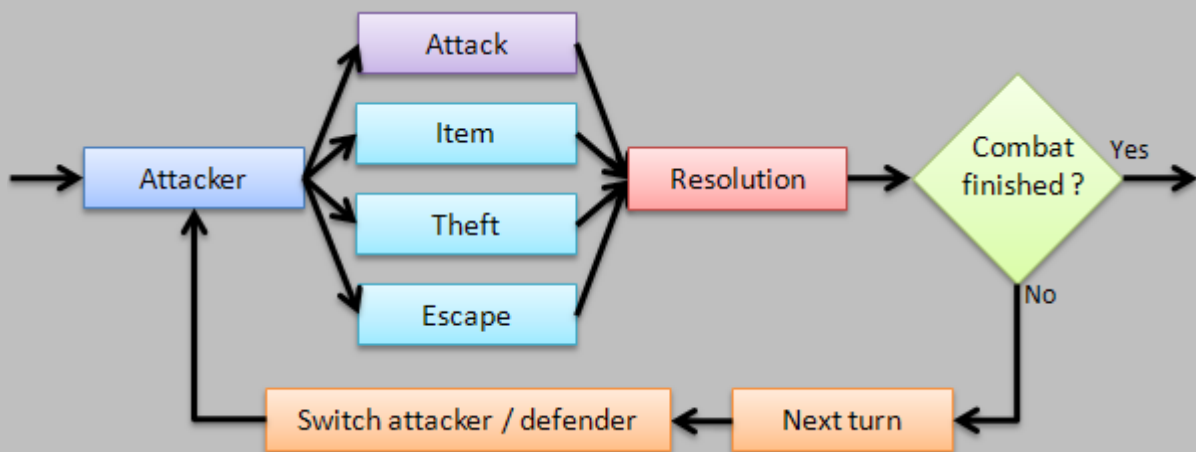 Attack
Item
Attacker
Theft
Escape
Resolution
Combat
finished ?
Yes
No
Switch attacker / defender
Next turn